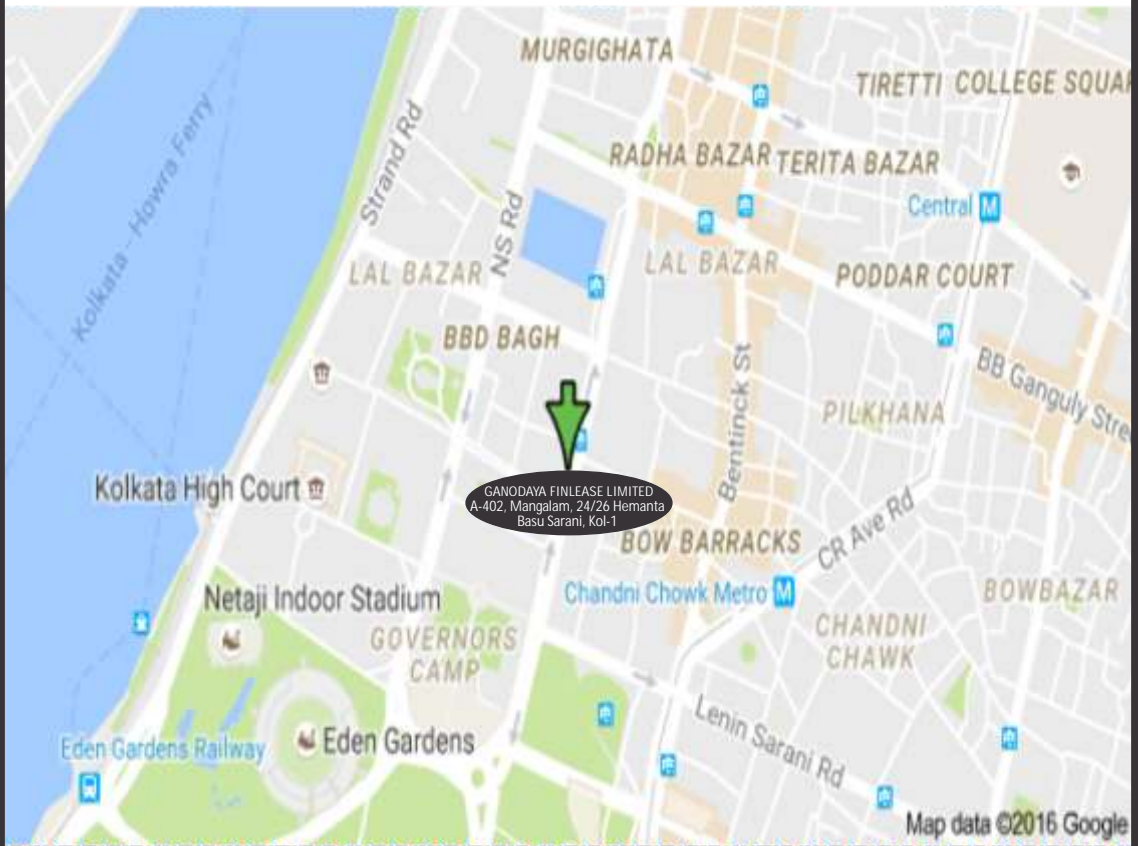 MURGIGHATA
TIRETTI COLLEGE SQUAR
RADHA BAZAR TERITA BAZAR
Kolkata - Howra Ferry
Strand Rd
Central M
NS Rd
LAL BAZAR
LAL BAZAR
PODDAR COURT
BBD BAGH
BB Ganguly Stre
Bentinck St
PILKHANA
Kolkata High Court
GANODAYA FINLEASE LIMITED
A-402, Mangalam, 24/26 Hemanta
Basu Sarani, Kol-1
BOW BARRACKS
CR Ave Rd
Chandni Chowk Metro M
BOWBAZAR
Netaji Indoor Stadium
GOVERNORS
CAMP
CHANDNI
CHAWK
Lenin Sarani Rd
Eden Gardens Railway
Eden Gardens
Map data ©2016 Google